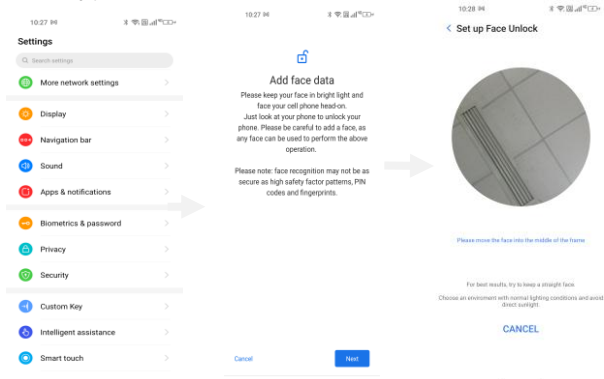 10:27
Settings
Search settings
More network settings
Display
Navigation bar
Sound
Apps & notifications
Biometrics & password
Privacy
Security
Custom Key
Intelligent assistance
Smart touch
10:27
Add face data
Please keep your face in bright light and
face your cell phone head-on.
Just look at your phone to unlock your
phone. Please be careful to add a face, as
any face can be used to perform the above
operation.
Please note: face recognition may not be as
secure as high safety factor patterns, PIN
codes and fingerprints.
Cancel
Next
10:28
Set up Face Unlock
Please move the face into the middle of the frame
For best results, try to keep a straight face
Choose an enviroment with normal lighting conditions and avoid
direct sunlight.
CANCEL